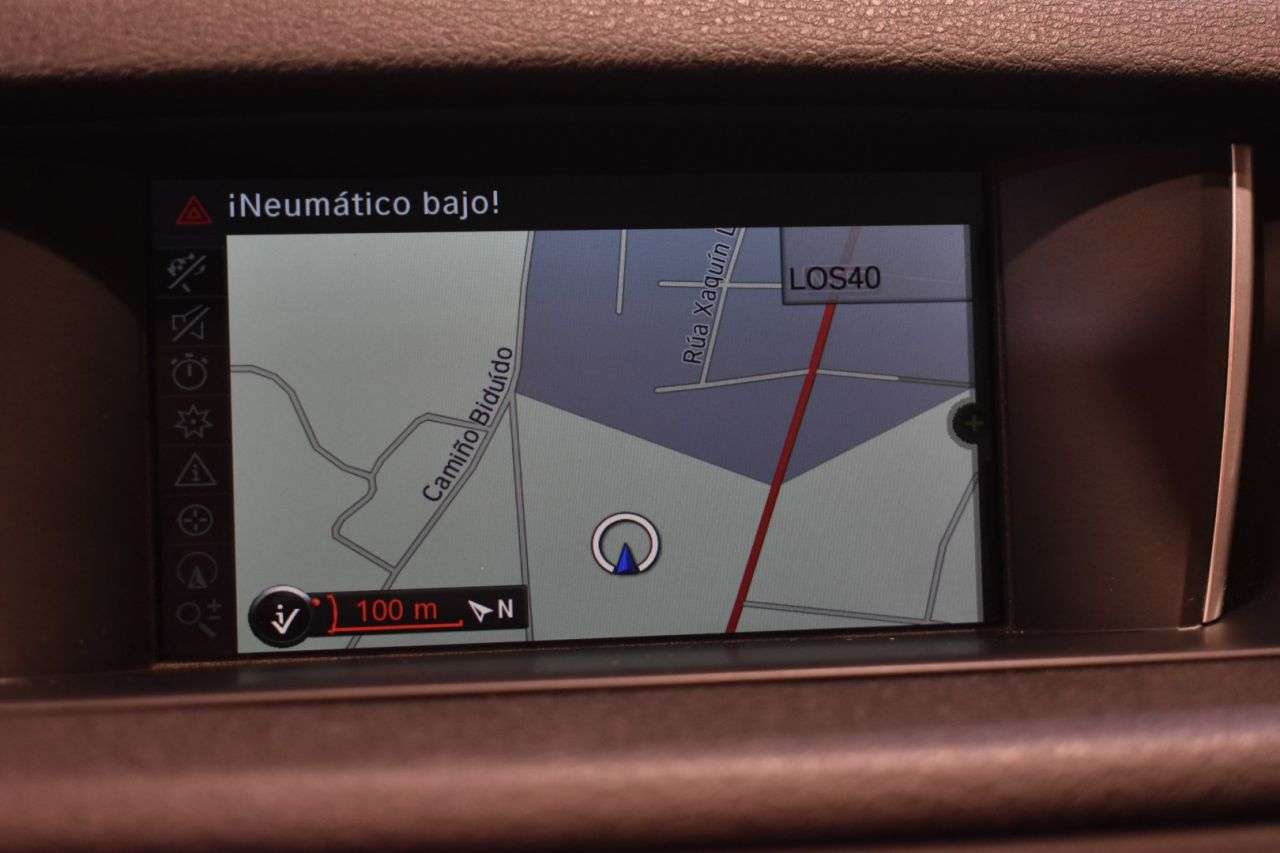 ¡Neumático bajo!
LOS40
Rúa Xaquín
Camiño Biduído
100 m
N